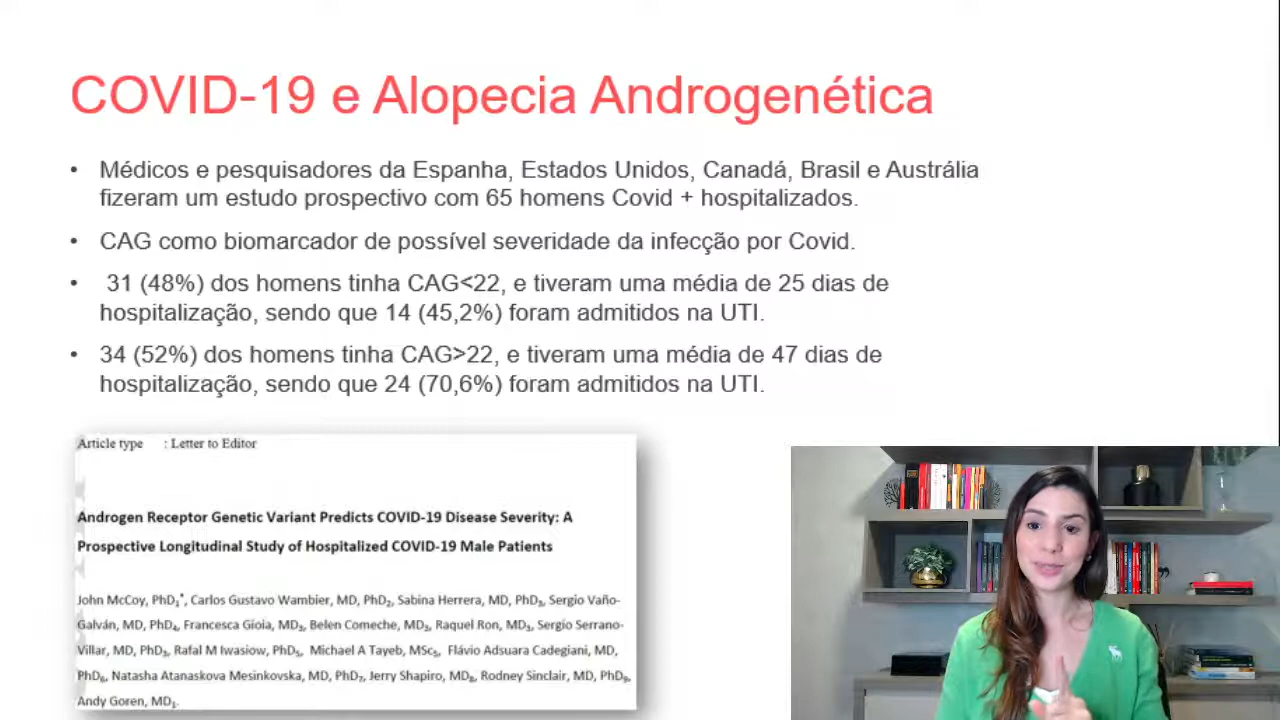 COVID-19 e Alopecia Androgenética
• Médicos e pesquisadores da Espanha, Estados Unidos, Canadá, Brasil e Austrália
fizeram um estudo prospectivo com 65 homens Covid + hospitalizados.
• CAG como biomarcador de possível severidade da infecção por Covid.
• 31 (48%) dos homens tinha CAG<22, e tiveram uma média de 25 dias de
hospitalização, sendo que 14 (45,2%) foram admitidos na UTI.
• 34 (52%) dos homens tinha CAG>22, e tiveram uma média de 47 dias de
hospitalização, sendo que 24 (70,6%) foram admitidos na UTI.
Article type : Letter to Editor
Androgen Receptor Genetic Variant Predicts COVID-19 Disease Severity: A
Prospective Longitudinal Study of Hospitalized COVID-19 Male Patients
John McCoy, PhD1*, Carlos Gustavo Wambier, MD, PhD2, Sabina Herrera, MD, PhD3, Sergio Vaño-
Galván, MD, PhD4, Francesca Gioia, MD3, Belen Comeche, MD3, Raquel Ron, MD3, Sergio Serrano-
Villar, MD, PhD3, Rafal M Iwasiow, PhD5, Michael A Tayeb, MSc5, Flávio Adsuara Cadegiani, MD,
PhD6, Natasha Atanaskova Mesinkovska, MD, PhD7, Jerry Shapiro, MD8, Rodney Sinclair, MD, PhD9,
Andy Goren, MD1.